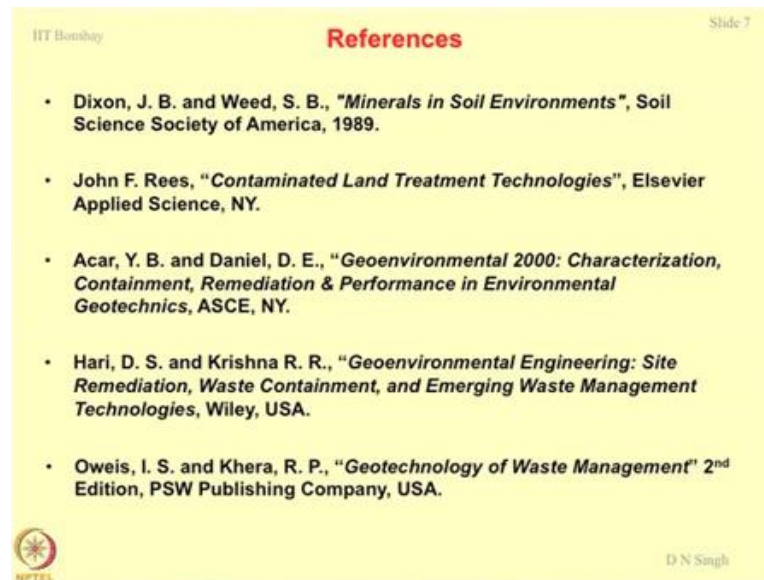 IIT Bombay
Slide 7
References
• Dixon, J. B. and Weed, S. B., "Minerals in Soil Environments", Soil
Science Society of America, 1989.
• John F. Rees, “Contaminated Land Treatment Technologies”, Elsevier
Applied Science, NY.
• Acar, Y. B. and Daniel, D. E., “Geoenvironmental 2000: Characterization,
Containment, Remediation & Performance in Environmental
Geotechnics, ASCE, NY.
• Hari, D. S. and Krishna R. R., “Geoenvironmental Engineering: Site
Remediation, Waste Containment, and Emerging Waste Management
Technologies, Wiley, USA.
• Oweis, I. S. and Khera, R. P., “Geotechnology of Waste Management” 2nd
Edition, PSW Publishing Company, USA.
NPTEL
D N Singh